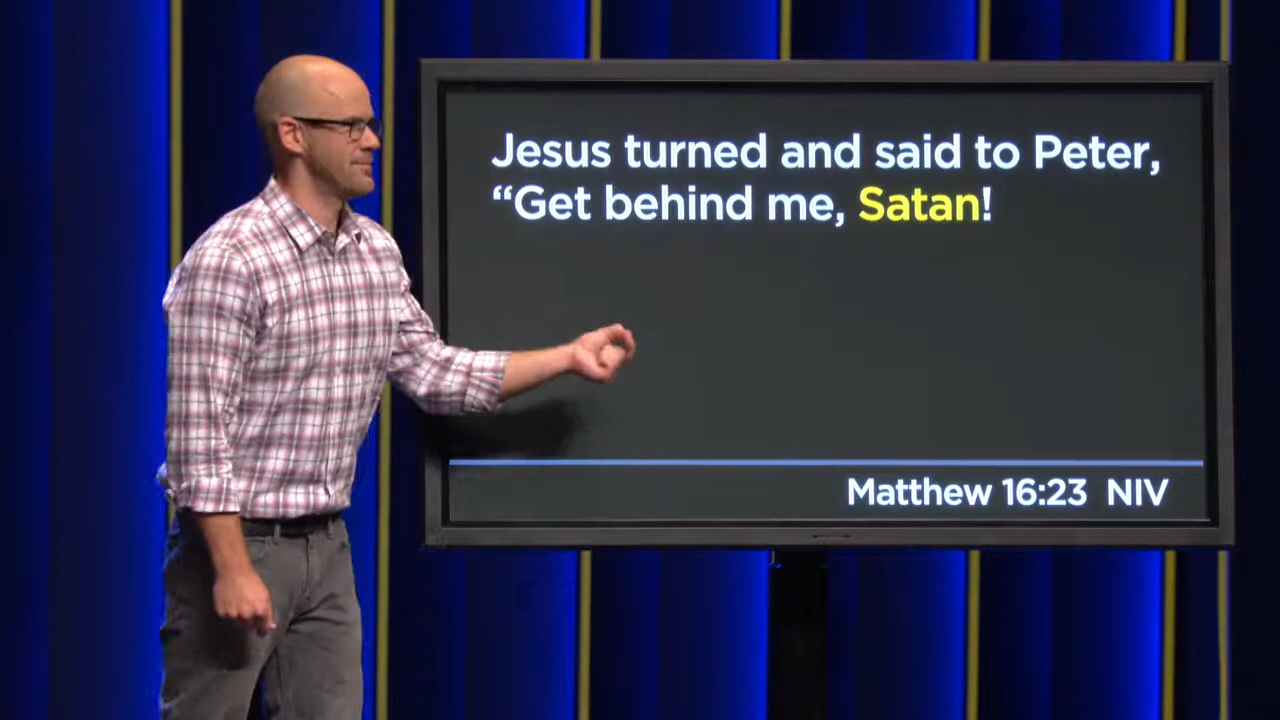 Jesus turned and said to Peter,
“Get behind me, Satan!
Matthew 16:23 NIV